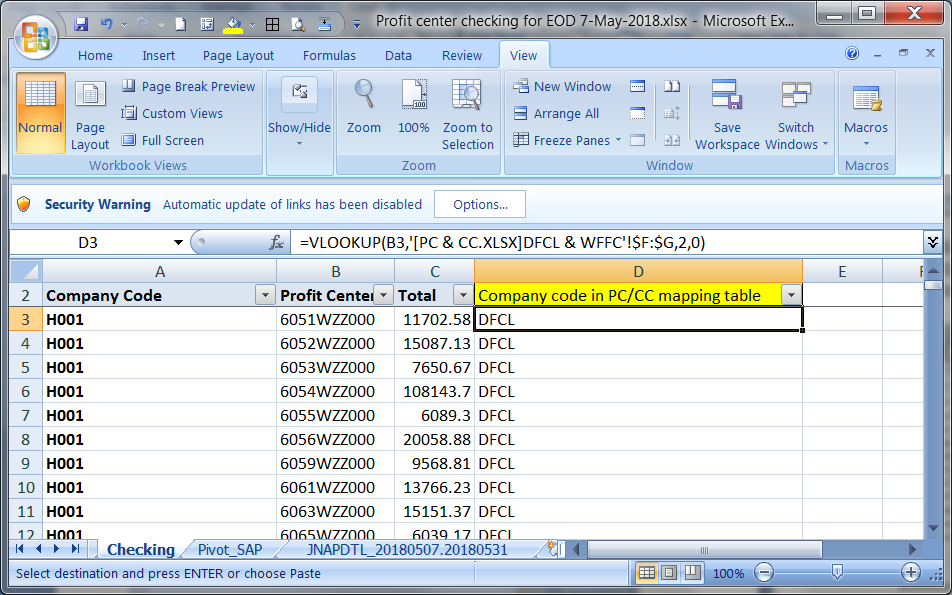 Profit center checking for EOD 7-May-2018.xlsx - Microsoft Ex...
Home Insert Page Layout Formulas Data Review View
Normal
Page Layout
Page Break Preview
Custom Views
Full Screen
Workbook Views
Show/Hide
Zoom
100%
Zoom to Selection
Zoom
New Window
Arrange All
Freeze Panes
Save Workspace
Switch Windows
Window
Macros
Macros
Security Warning Automatic update of links has been disabled Options...
D3 fx =VLOOKUP(B3,'[PC & CC.XLSX]DFCL & WFFC'!$F:$G,2,0)
A B C D E F
2 Company Code Profit Center Total Company code in PC/CC mapping table
3 H001 6051WZZ000 11702.58 DFCL
4 H001 6052WZZ000 15087.13 DFCL
5 H001 6053WZZ000 7650.67 DFCL
6 H001 6054WZZ000 108143.7 DFCL
7 H001 6055WZZ000 6089.3 DFCL
8 H001 6056WZZ000 20058.88 DFCL
9 H001 6059WZZ000 9568.81 DFCL
10 H001 6061WZZ000 13766.23 DFCL
11 H001 6063WZZ000 15151.37 DFCL
12 H001 6065WZZ000 6039.17 DFCL
Checking Pivot_SAP JNAPDTL_20180507.20180531
Select destination and press ENTER or choose Paste 100%